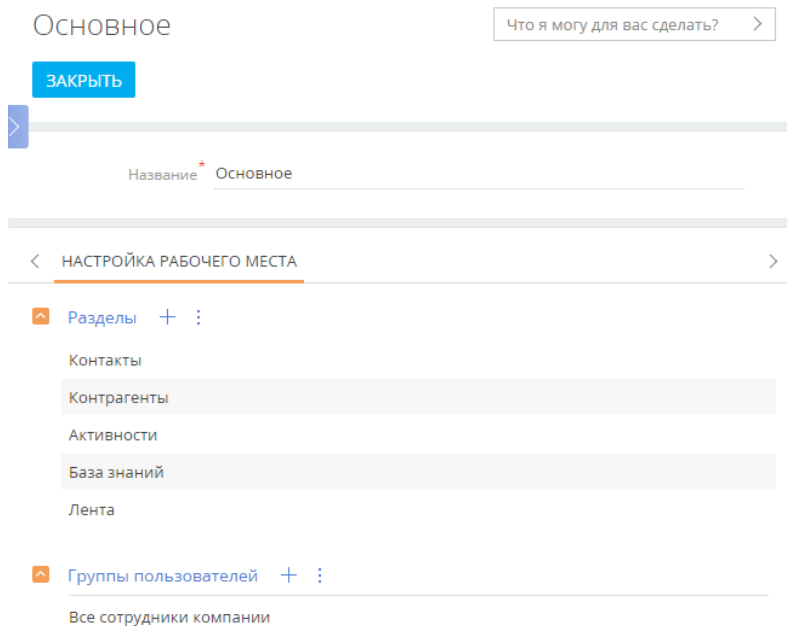 Основное
Что я могу для вас сделать?
ЗАКРЫТЬ
Название* Основное
НАСТРОЙКА РАБОЧЕГО МЕСТА
Разделы
Контакты
Контрагенты
Активности
База знаний
Лента
Группы пользователей
Все сотрудники компании